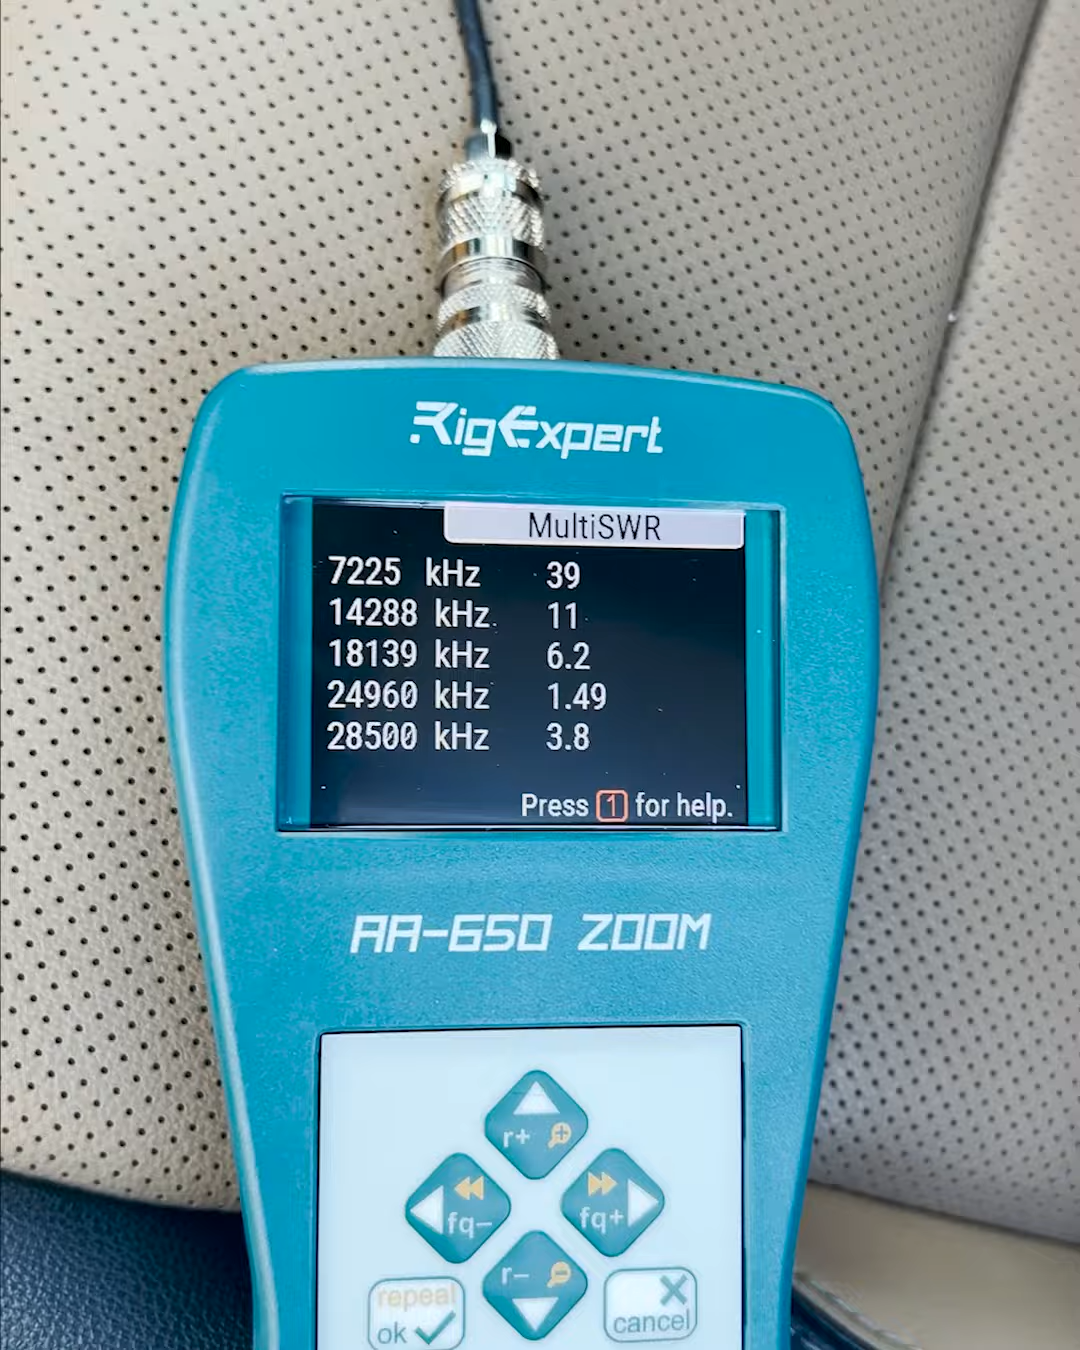 RigExpert
MultiSWR
7225 kHz 39
14288 kHz 11
18139 kHz 6.2
24960 kHz 1.49
28500 kHz 3.8
Press 1 for help.
AA-650 ZOOM
r+
fq-
fq+
r-
repeat
ok
cancel